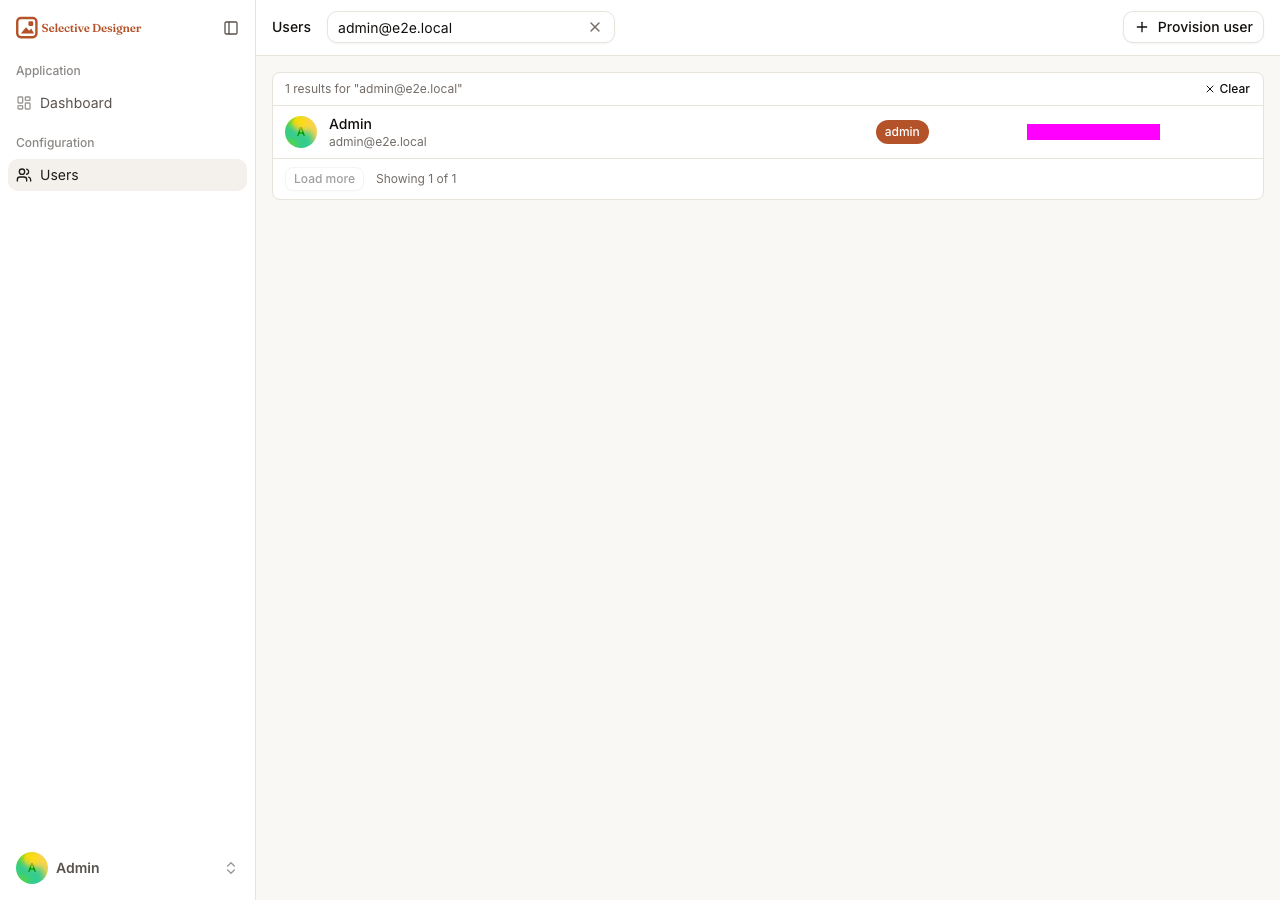 Selective Designer
Application
Dashboard
Configuration
Users
Admin
Users
admin@e2e.local
Provision user
1 results for "admin@e2e.local"
Clear
A
Admin
admin@e2e.local
admin
Load more
Showing 1 of 1
A